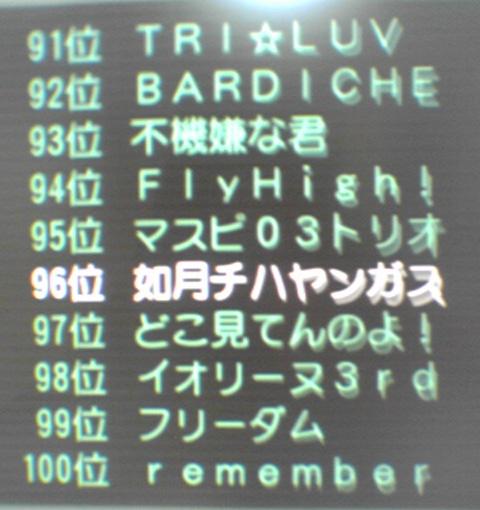 91位 TRI☆LUV
92位 BARDICHE
93位 不機嫌な君
94位 FlyHigh!
95位 マスピ03トリオ
96位 如月チハヤンガス
97位 どこ見てんのよ!
98位 イオリーヌ3rd
99位 フリーダム
100位 remember